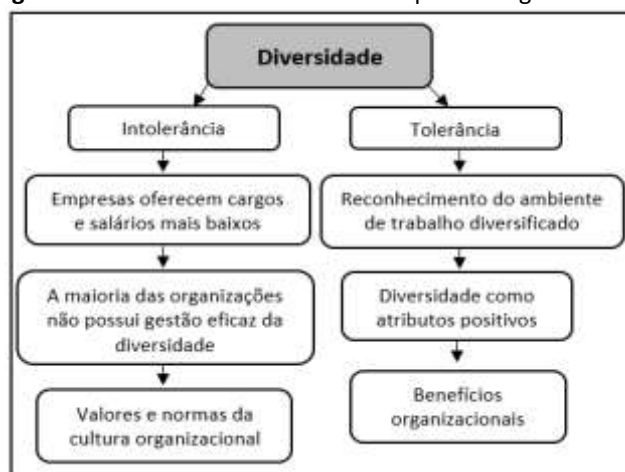 Diversidade
Intolerância
Tolerância
Empresas oferecem cargos
e salários mais baixos
Reconhecimento do ambiente
de trabalho diversificado
A maioria das organizações
não possui gestão eficaz da
diversidade
Diversidade como
atributos positivos
Valores e normas da
cultura organizacional
Benefícios
organizacionais